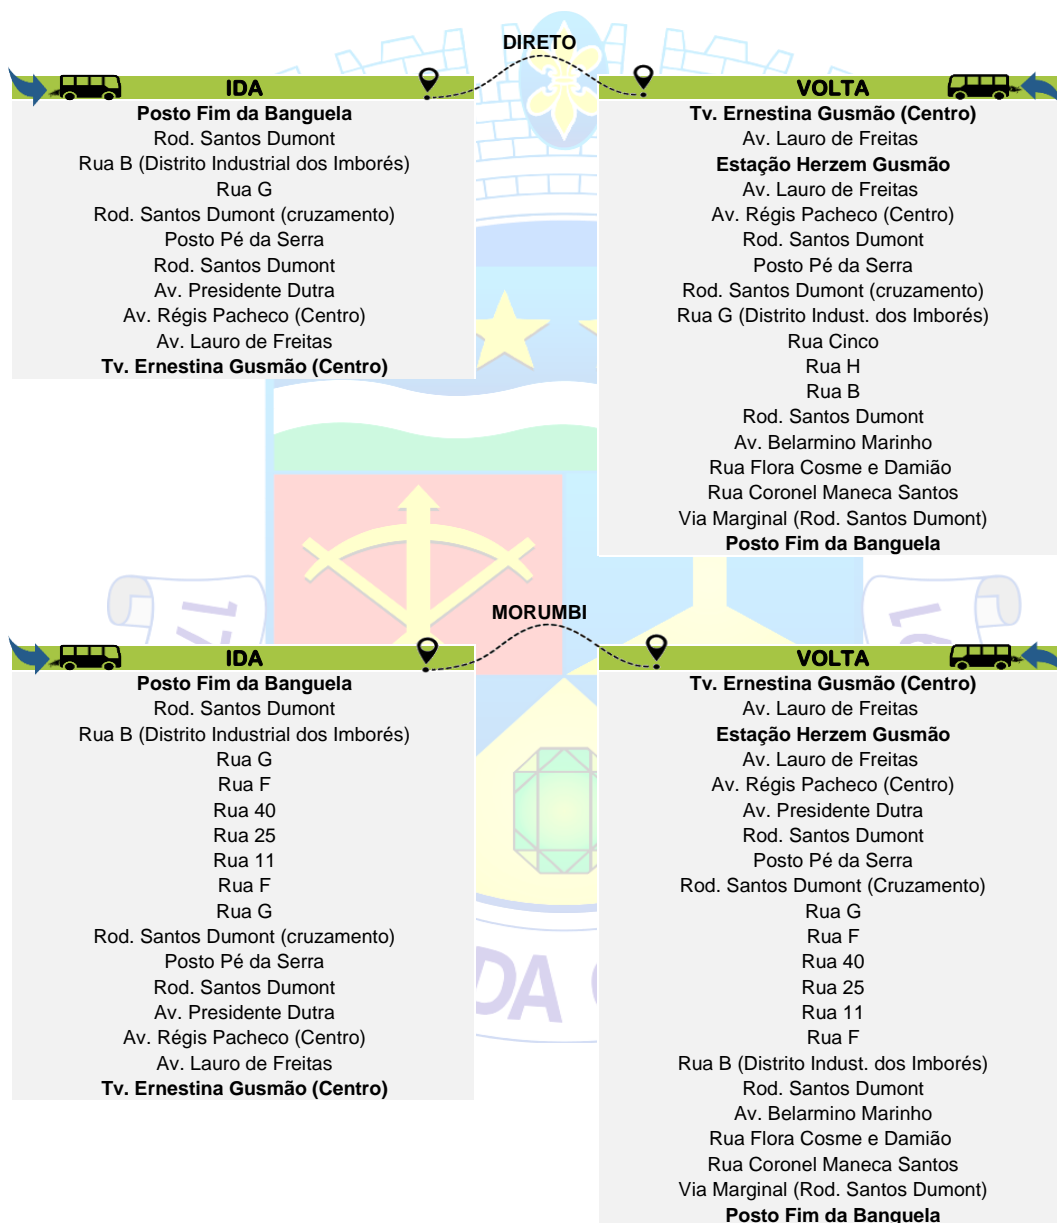 DIRETO
IDA
Posto Fim da Banguela
Rod. Santos Dumont
Rua B (Distrito Industrial dos Imborés)
Rua G
Rod. Santos Dumont (cruzamento)
Posto Pé da Serra
Rod. Santos Dumont
Av. Presidente Dutra
Av. Régis Pacheco (Centro)
Av. Lauro de Freitas
Tv. Ernestina Gusmão (Centro)
VOLTA
Tv. Ernestina Gusmão (Centro)
Av. Lauro de Freitas
Estação Herzem Gusmão
Av. Lauro de Freitas
Av. Régis Pacheco (Centro)
Rod. Santos Dumont
Posto Pé da Serra
Rod. Santos Dumont (cruzamento)
Rua G (Distrito Indust. dos Imborés)
Rua Cinco
Rua H
Rua B
Rod. Santos Dumont
Av. Belarmino Marinho
Rua Flora Cosme e Damião
Rua Coronel Maneca Santos
Via Marginal (Rod. Santos Dumont)
Posto Fim da Banguela
MORUMBI
IDA
Posto Fim da Banguela
Rod. Santos Dumont
Rua B (Distrito Industrial dos Imborés)
Rua G
Rua F
Rua 40
Rua 25
Rua 11
Rua F
Rua G
Rod. Santos Dumont (cruzamento)
Posto Pé da Serra
Rod. Santos Dumont
Av. Presidente Dutra
Av. Régis Pacheco (Centro)
Av. Lauro de Freitas
Tv. Ernestina Gusmão (Centro)
VOLTA
Tv. Ernestina Gusmão (Centro)
Av. Lauro de Freitas
Estação Herzem Gusmão
Av. Lauro de Freitas
Av. Régis Pacheco (Centro)
Av. Presidente Dutra
Rod. Santos Dumont
Posto Pé da Serra
Rod. Santos Dumont (Cruzamento)
Rua G
Rua F
Rua 40
Rua 25
Rua 11
Rua F
Rua B (Distrito Indust. dos Imborés)
Rod. Santos Dumont
Av. Belarmino Marinho
Rua Flora Cosme e Damião
Rua Coronel Maneca Santos
Via Marginal (Rod. Santos Dumont)
Posto Fim da Banguela
DA